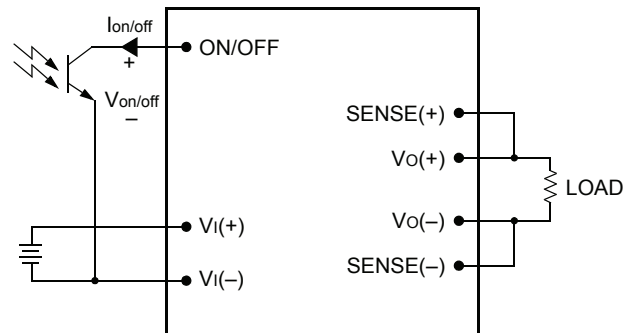 Ion/off
+
ON/OFF
Von/off
–
SENSE(+)
VO(+)
LOAD
VO(–)
VI(+)
SENSE(–)
VI(–)